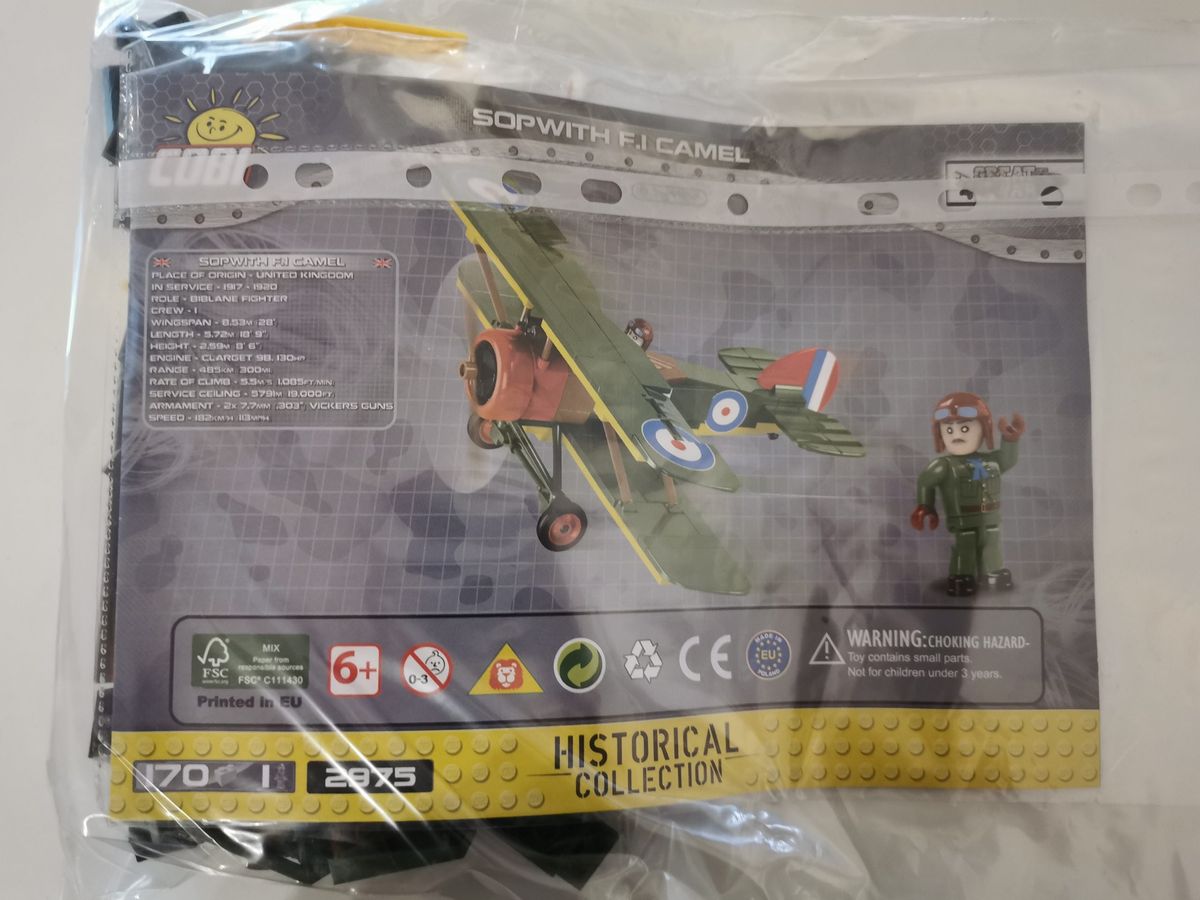 COBI
SOPWITH F.1 CAMEL
GREAT
SOPWITH F.1 CAMEL
PLACE OF ORIGIN - UNITED KINGDOM
IN SERVICE - 1917 - 1920
ROLE - BIBLANE FIGHTER
CREW - 1
WINGSPAN - 8.53M (28'
LENGTH - 5.72M (18' 9"
HEIGHT - 2.59M (8' 6"
ENGINE - CLARGET 9B, 130HP
RANGE - 485KM (300MI
RATE OF CLIMB - 5.5M/S (1,085FT/MIN.
SERVICE CEILING - 5791M (19,000FT.
ARMAMENT - 2x 7.7MM (.303"; VICKERS GUNS
SPEED - 182KM/H (113MPH
FSC
www.fsc.org
MIX
Paper from
responsible sources
FSC® C111430
Printed in EU
6+
0-3
CE
MADE IN
EU
POLAND
WARNING: CHOKING HAZARD-
Toy contains small parts.
Not for children under 3 years.
170
1
2975
HISTORICAL
COLLECTION